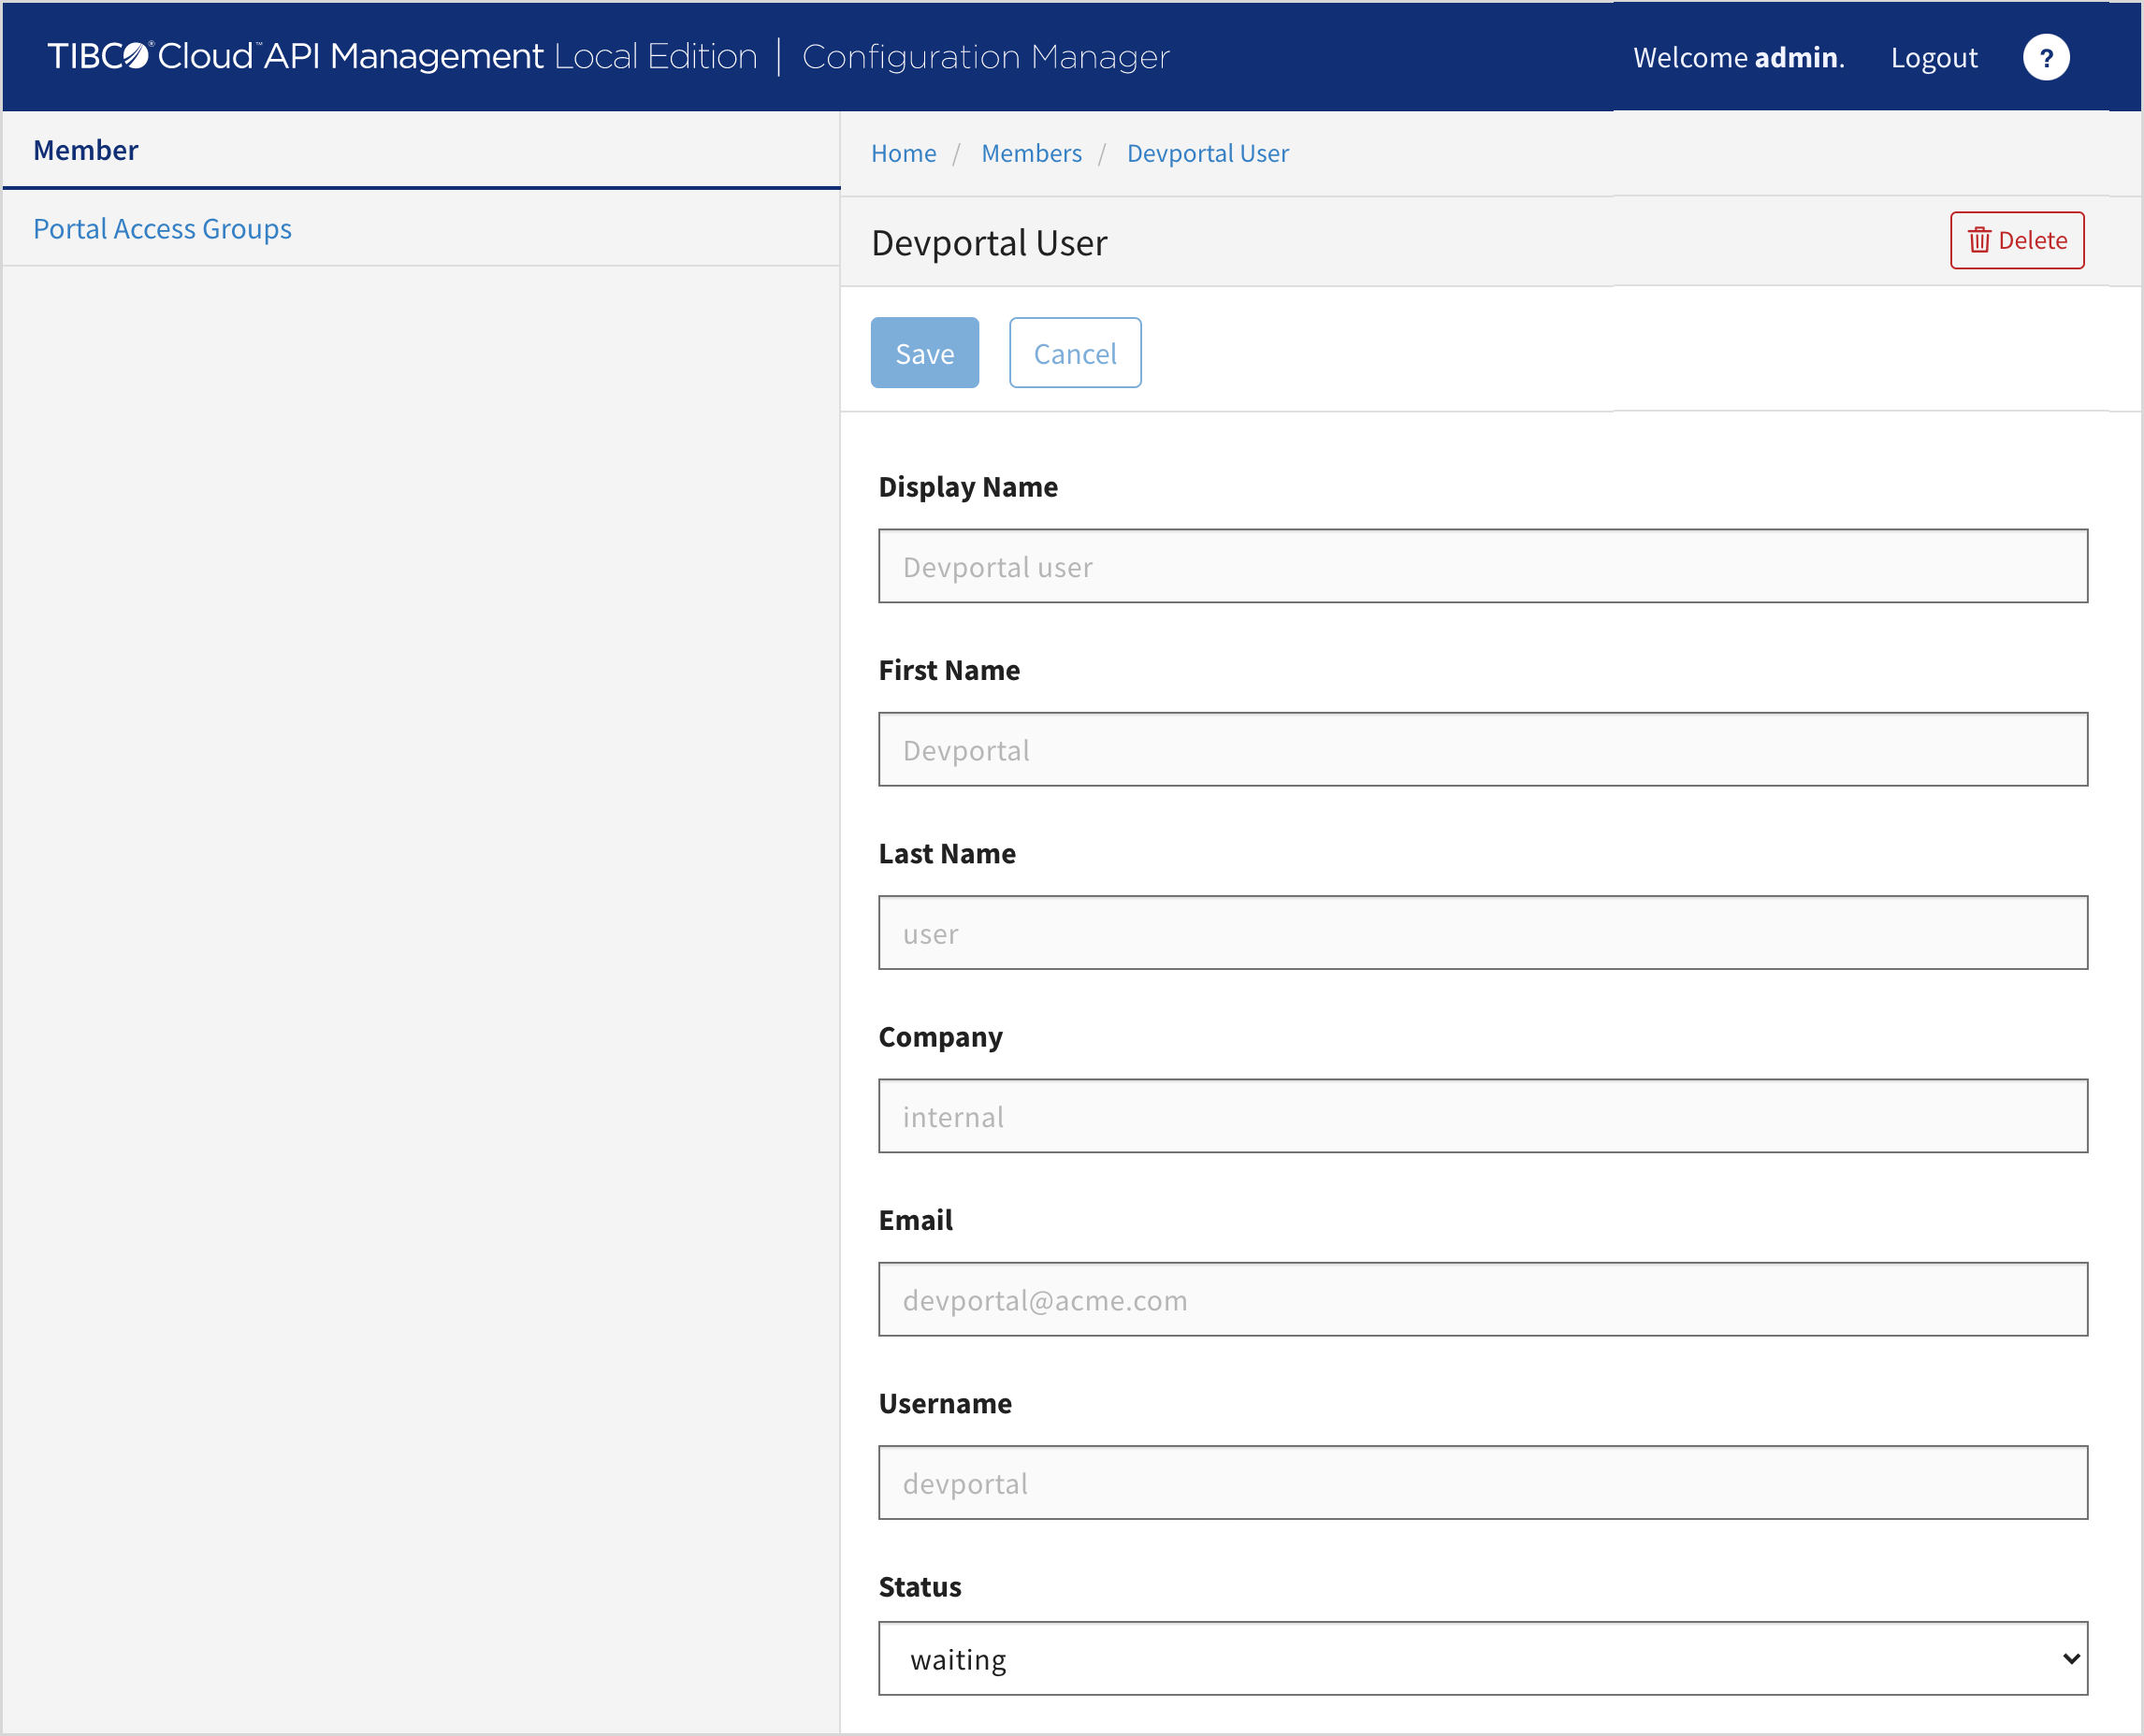 TIBCO® Cloud™ API Management Local Edition | Configuration Manager
Welcome admin. Logout ?
Member
Portal Access Groups
Home / Members / Devportal User
Devportal User
Delete
Save Cancel
Display Name
Devportal user
First Name
Devportal
Last Name
user
Company
internal
Email
devportal@acme.com
Username
devportal
Status
waiting